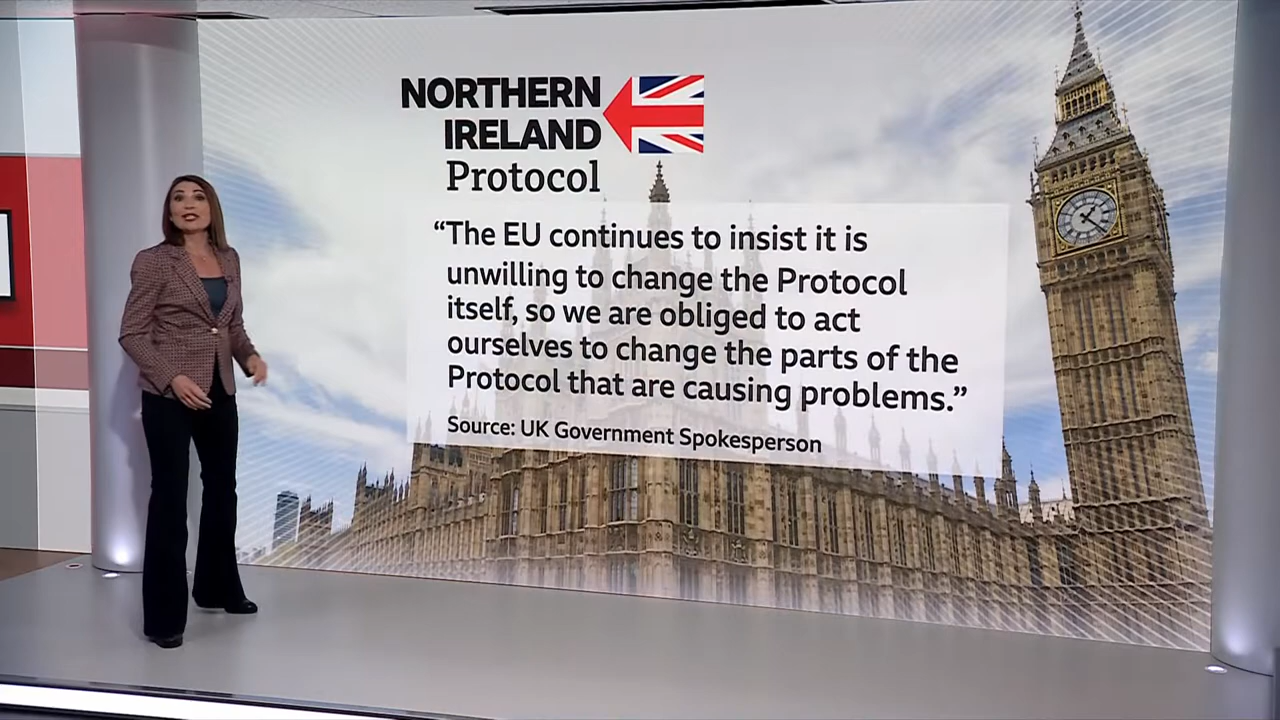 NORTHERN
IRELAND
Protocol
“The EU continues to insist it is
unwilling to change the Protocol
itself, so we are obliged to act
ourselves to change the parts of the
Protocol that are causing problems.”
Source: UK Government Spokesperson